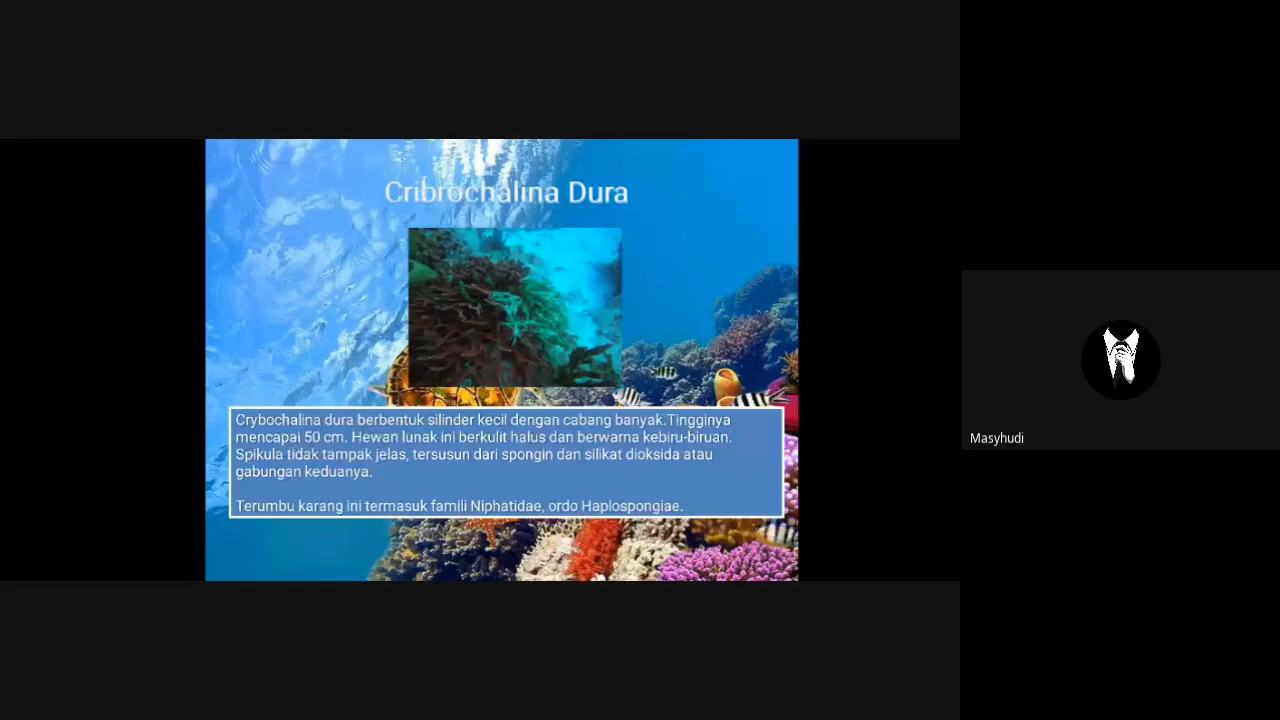 Cribrochalina Dura
Crybochalina dura berbentuk silinder kecil dengan cabang banyak.Tingginya
mencapai 50 cm. Hewan lunak ini berkulit halus dan berwarna kebiru-biruan.
Spikula tidak tampak jelas, tersusun dari spongin dan silikat dioksida atau
gabungan keduanya.
Terumbu karang ini termasuk famili Niphatidae, ordo Haplospongiae.
Masyhudi